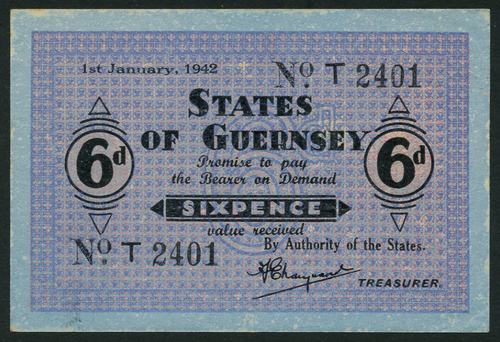 1st January, 1942
No. T 2401
STATES
OF GUERNSEY
6d
6d
Promise to pay
the Bearer on Demand
SIXPENCE
value received
By Authority of the States.
No. T 2401
TREASURER.